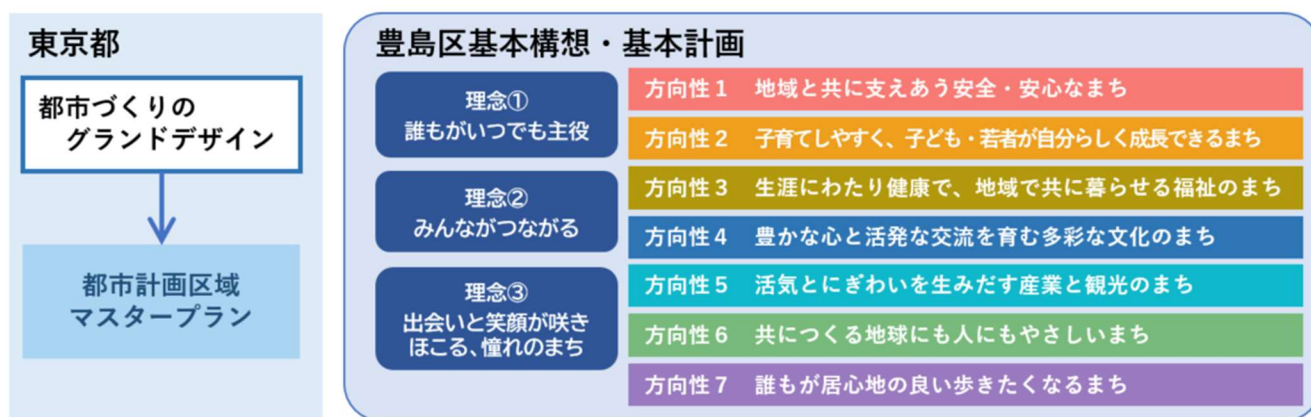 東京都
都市づくりの
グランドデザイン
都市計画区域
マスタープラン
豊島区基本構想・基本計画
理念①
誰もがいつでも主役
理念②
みんながつながる
理念③
出会いと笑顔が咲き
ほこる、憧れのまち
方向性1 地域と共に支えあう安全・安心なまち
方向性2 子育てしやすく、子ども・若者が自分らしく成長できるまち
方向性3 生涯にわたり健康で、地域で共に暮らせる福祉のまち
方向性4 豊かな心と活発な交流を育む多彩な文化のまち
方向性5 活気とにぎわいを生みだす産業と観光のまち
方向性6 共につくる地球にも人にもやさしいまち
方向性7 誰もが居心地の良い歩きたくなるまち